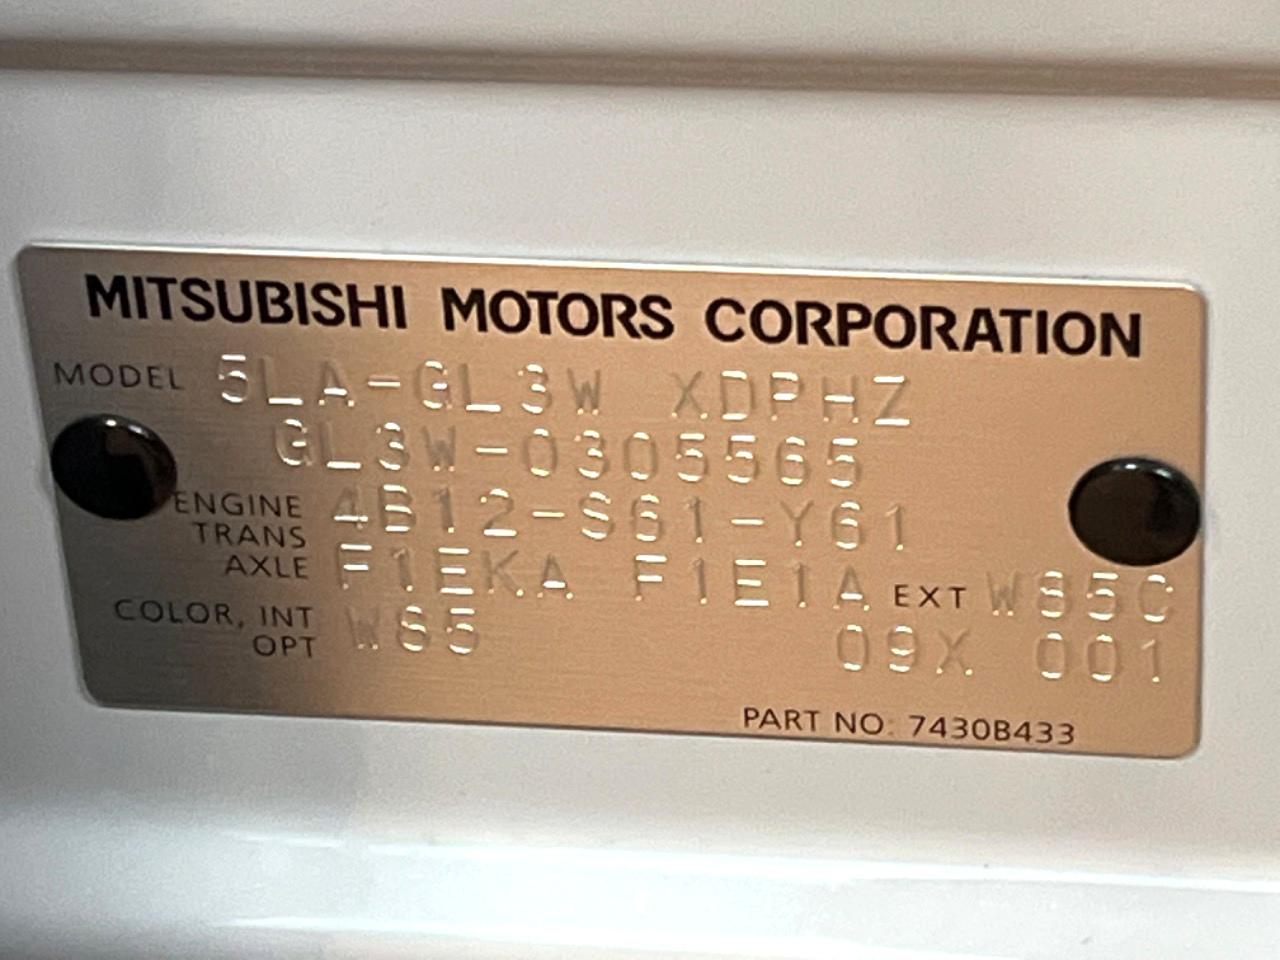 MITSUBISHI MOTORS CORPORATION
MODEL 5LA-GL3W XDPHZ
GL3W-0305565
ENGINE 4B12-S61-Y61
TRANS
AXLE F1EKA F1E1A EXT W85C
COLOR, INT W85
OPT 09X 001
PART NO. 7430B433